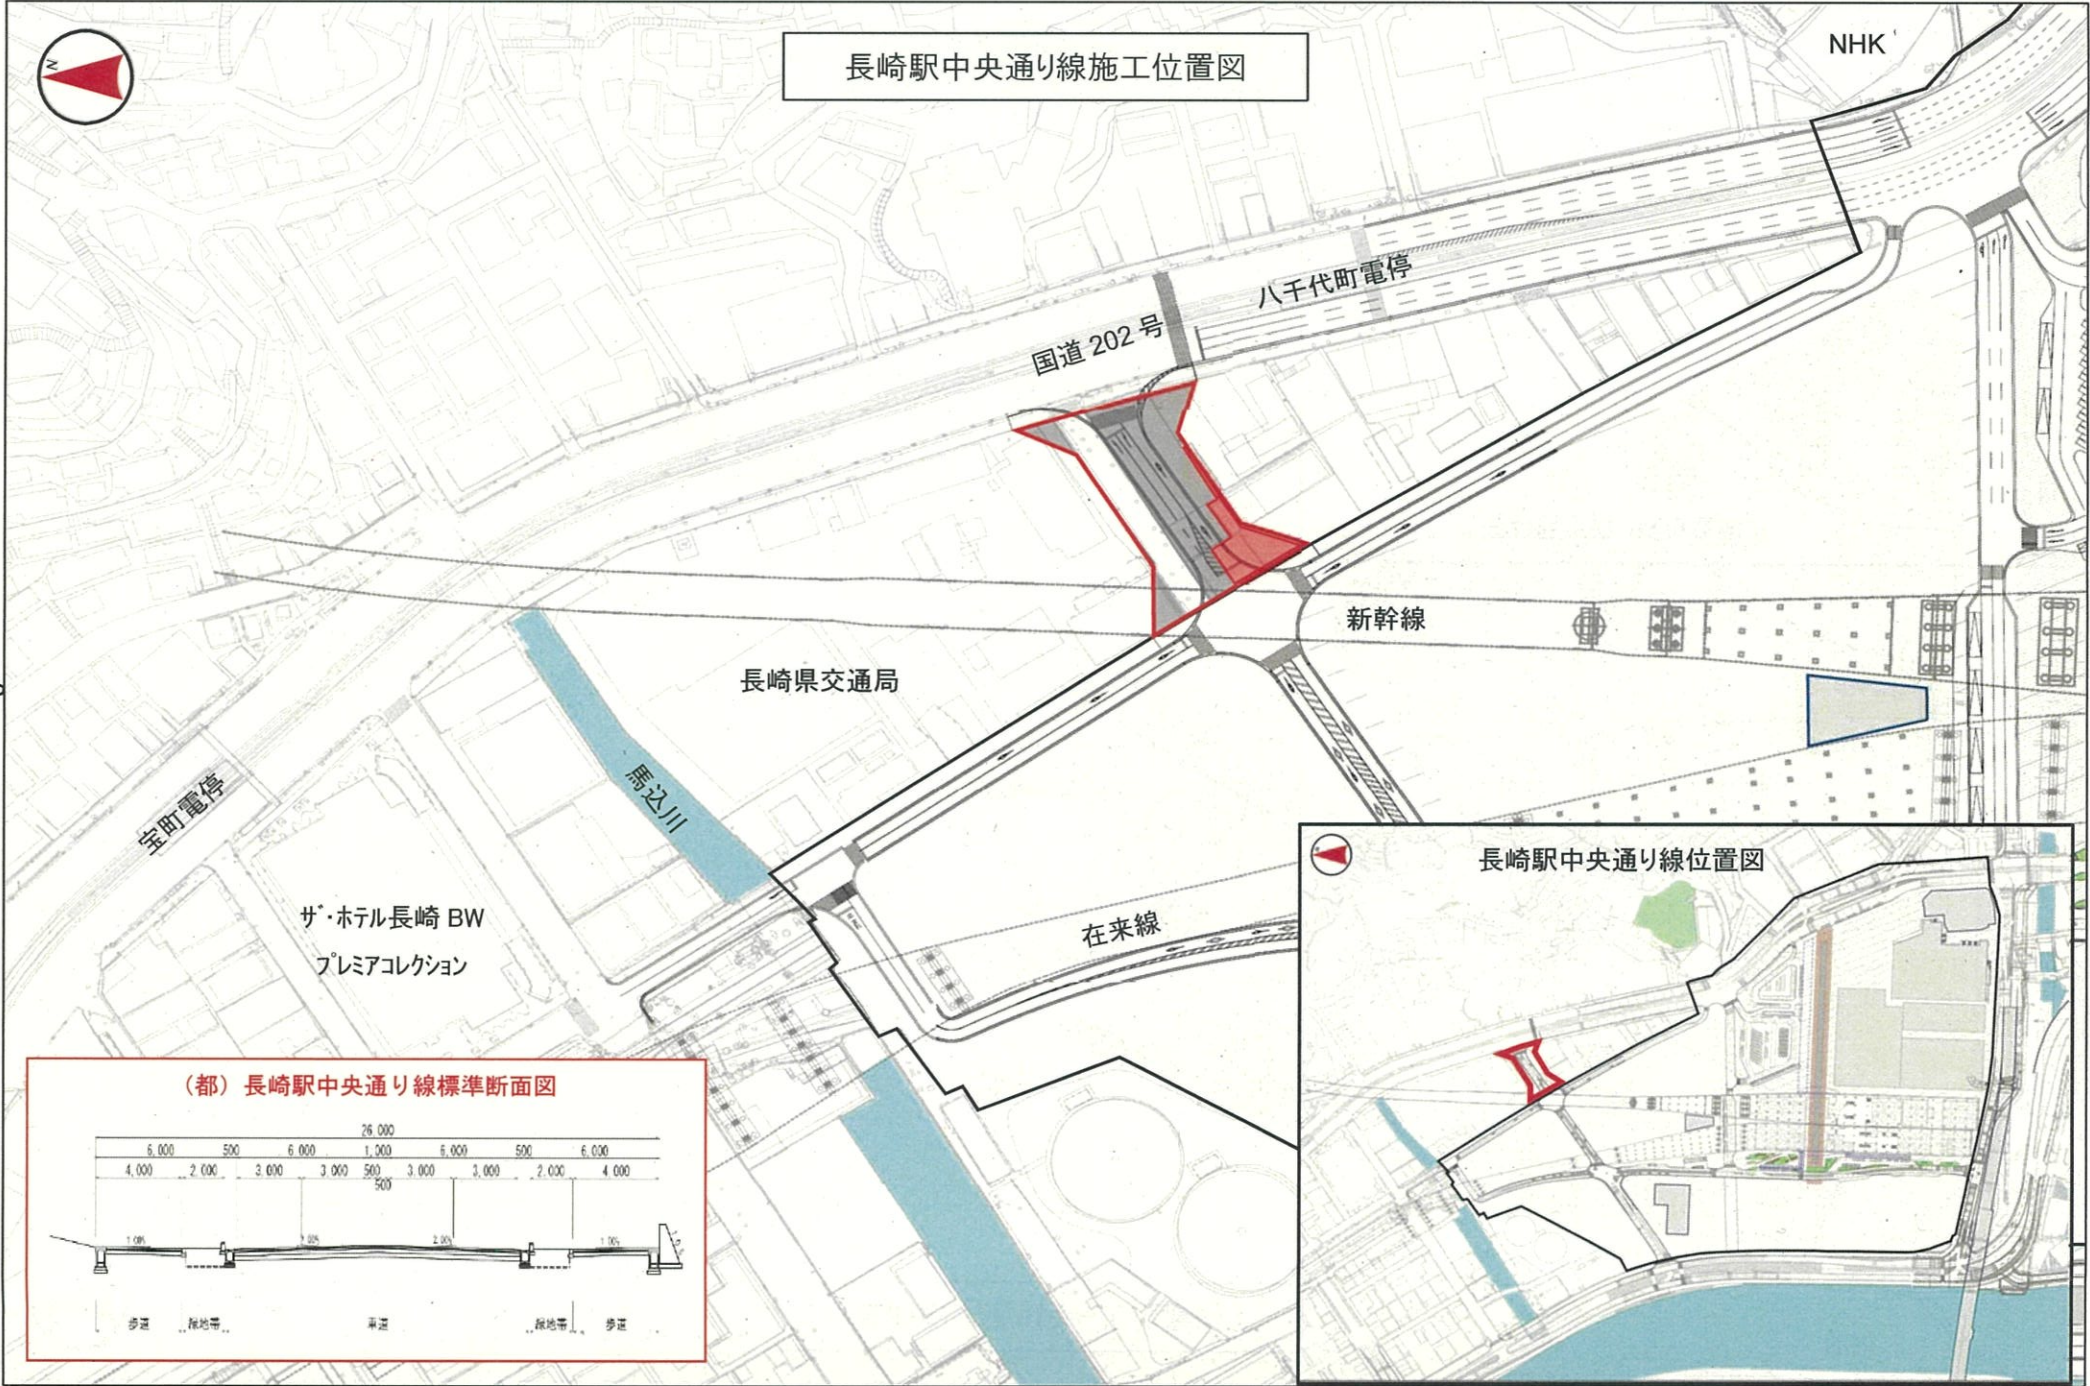 N
長崎駅中央通り線施工位置図
NHK
八千代町電停
国道 202 号
新幹線
長崎県交通局
馬込川
宝町電停
ザ・ホテル長崎 BW
プレミアコレクション
在来線
長崎駅中央通り線位置図
(都) 長崎駅中央通り線標準断面図
26,000
6,000 500 6,000 1,000 6,000 500 6,000
4,000 2,000 3,000 3,000 500 3,000 3,000 2,000 4,000
500
歩道 緑地帯 車道 緑地帯 歩道